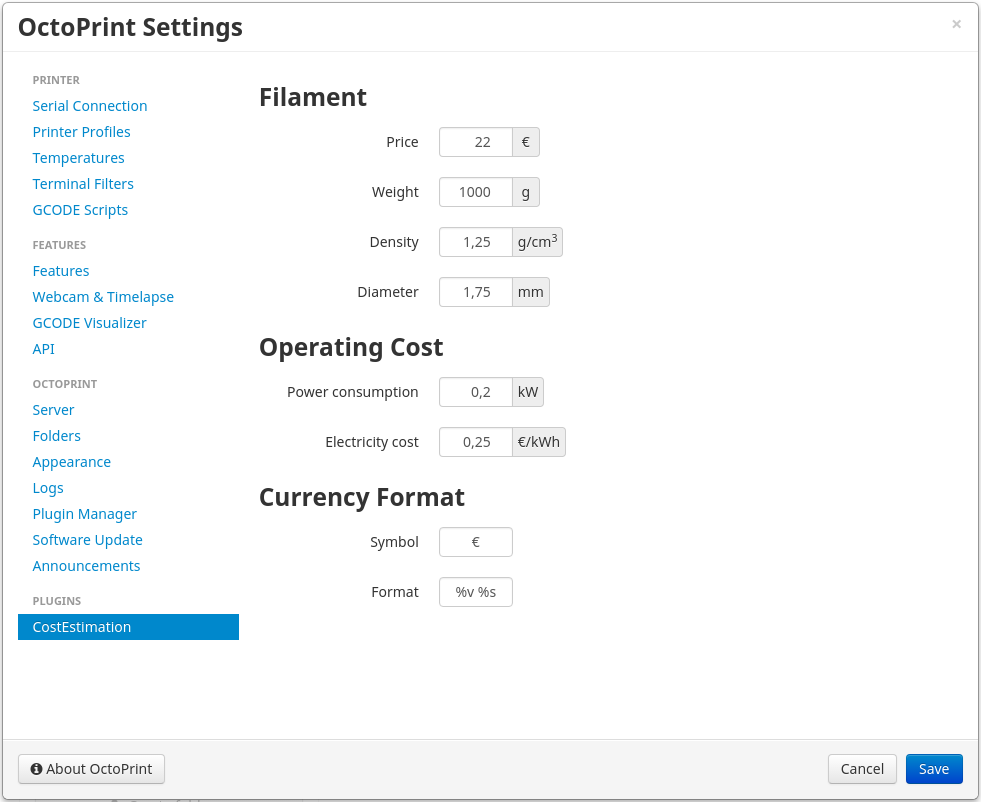 OctoPrint Settings
×
PRINTER
Serial Connection
Printer Profiles
Temperatures
Terminal Filters
GCODE Scripts
FEATURES
Features
Webcam & Timelapse
GCODE Visualizer
API
OCTOPRINT
Server
Folders
Appearance
Logs
Plugin Manager
Software Update
Announcements
PLUGINS
CostEstimation
Filament
Price 22 €
Weight 1000 g
Density 1,25 g/cm³
Diameter 1,75 mm
Operating Cost
Power consumption 0,2 kW
Electricity cost 0,25 €/kWh
Currency Format
Symbol €
Format %v %s
About OctoPrint Cancel Save